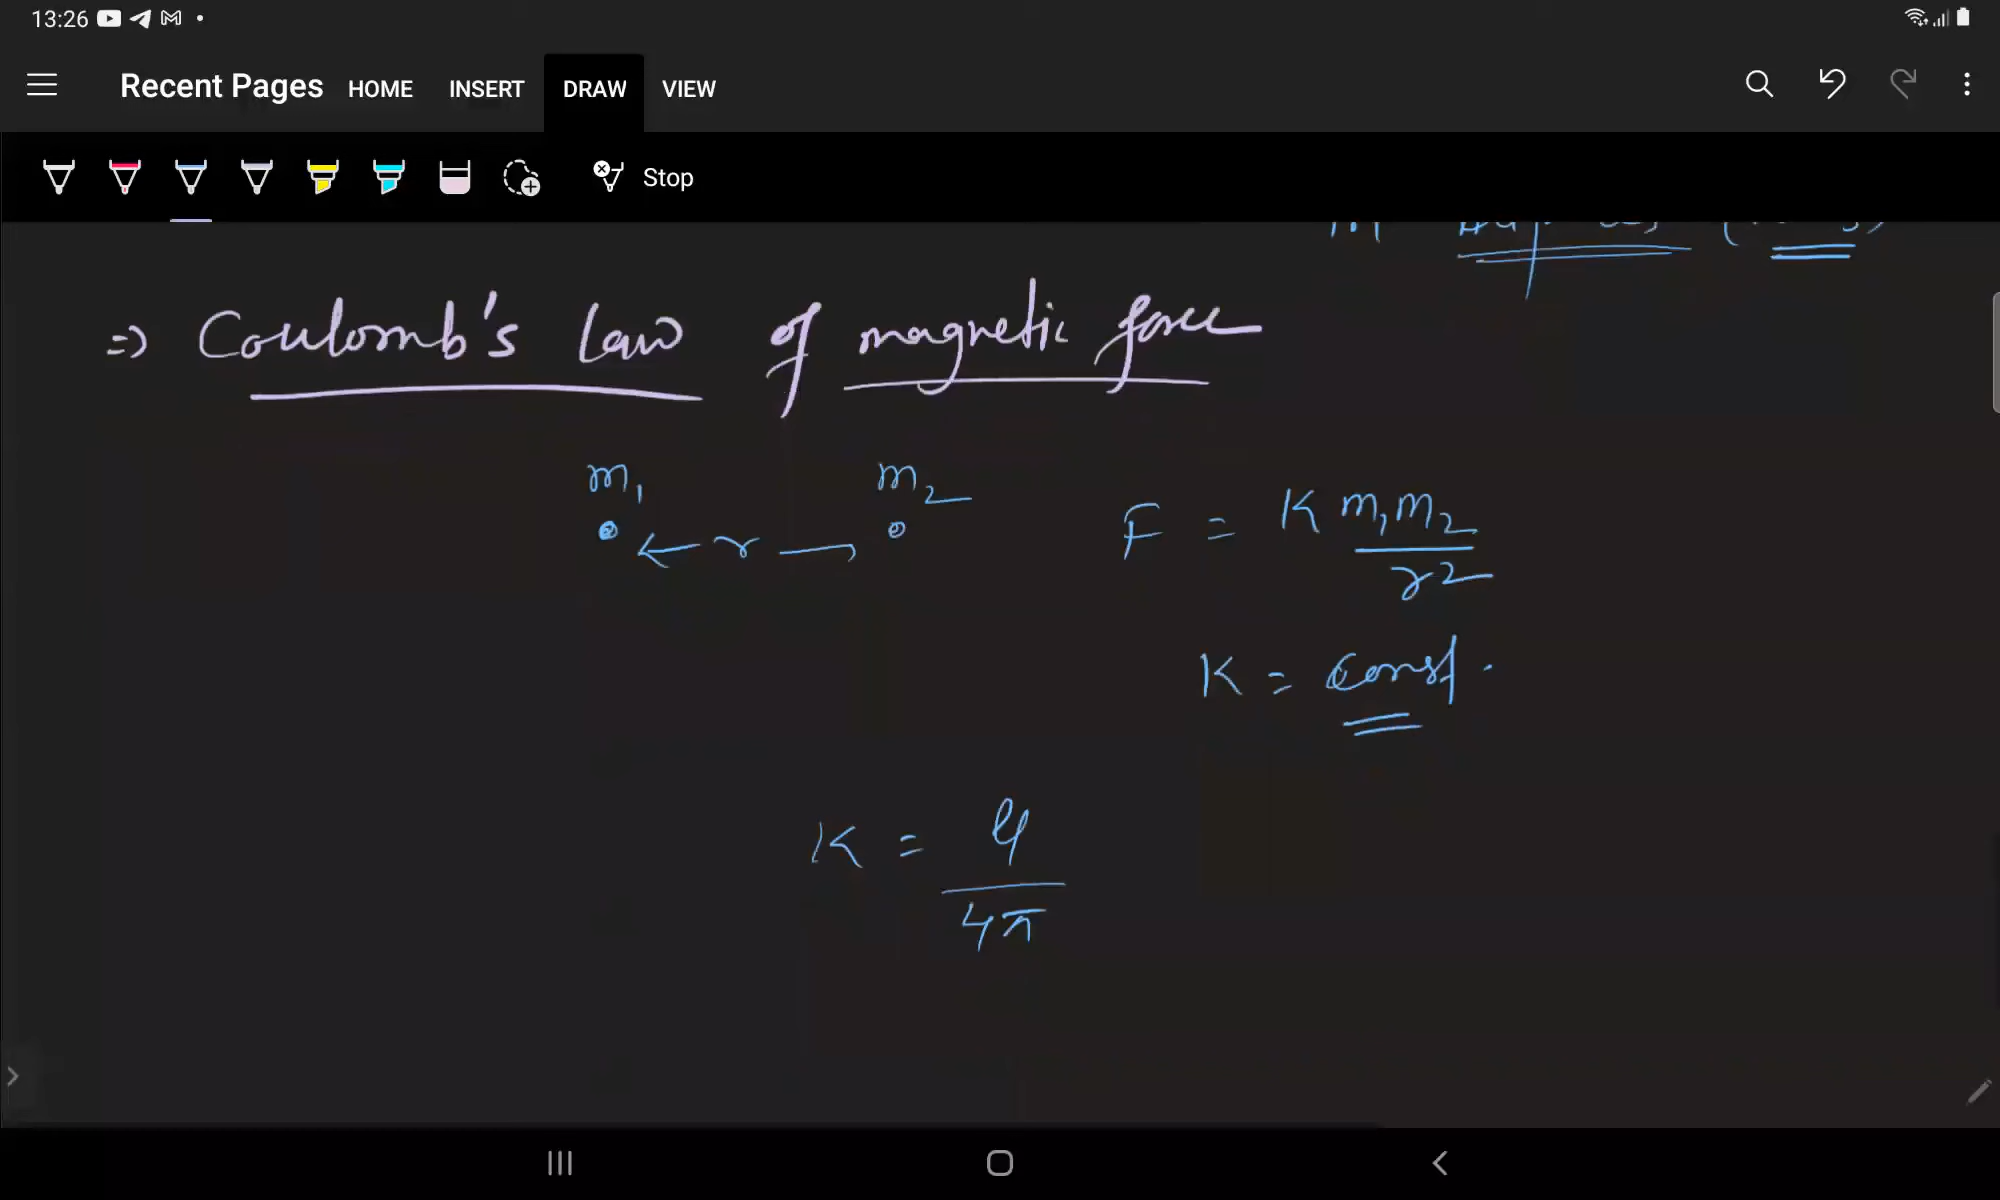 13:26
Recent Pages HOME INSERT DRAW VIEW
Stop
=> Coulomb's law of magnetic force
m₁ m₂
← r —
F = K m₁m₂ / r²
K = const.
K = μ / 4π